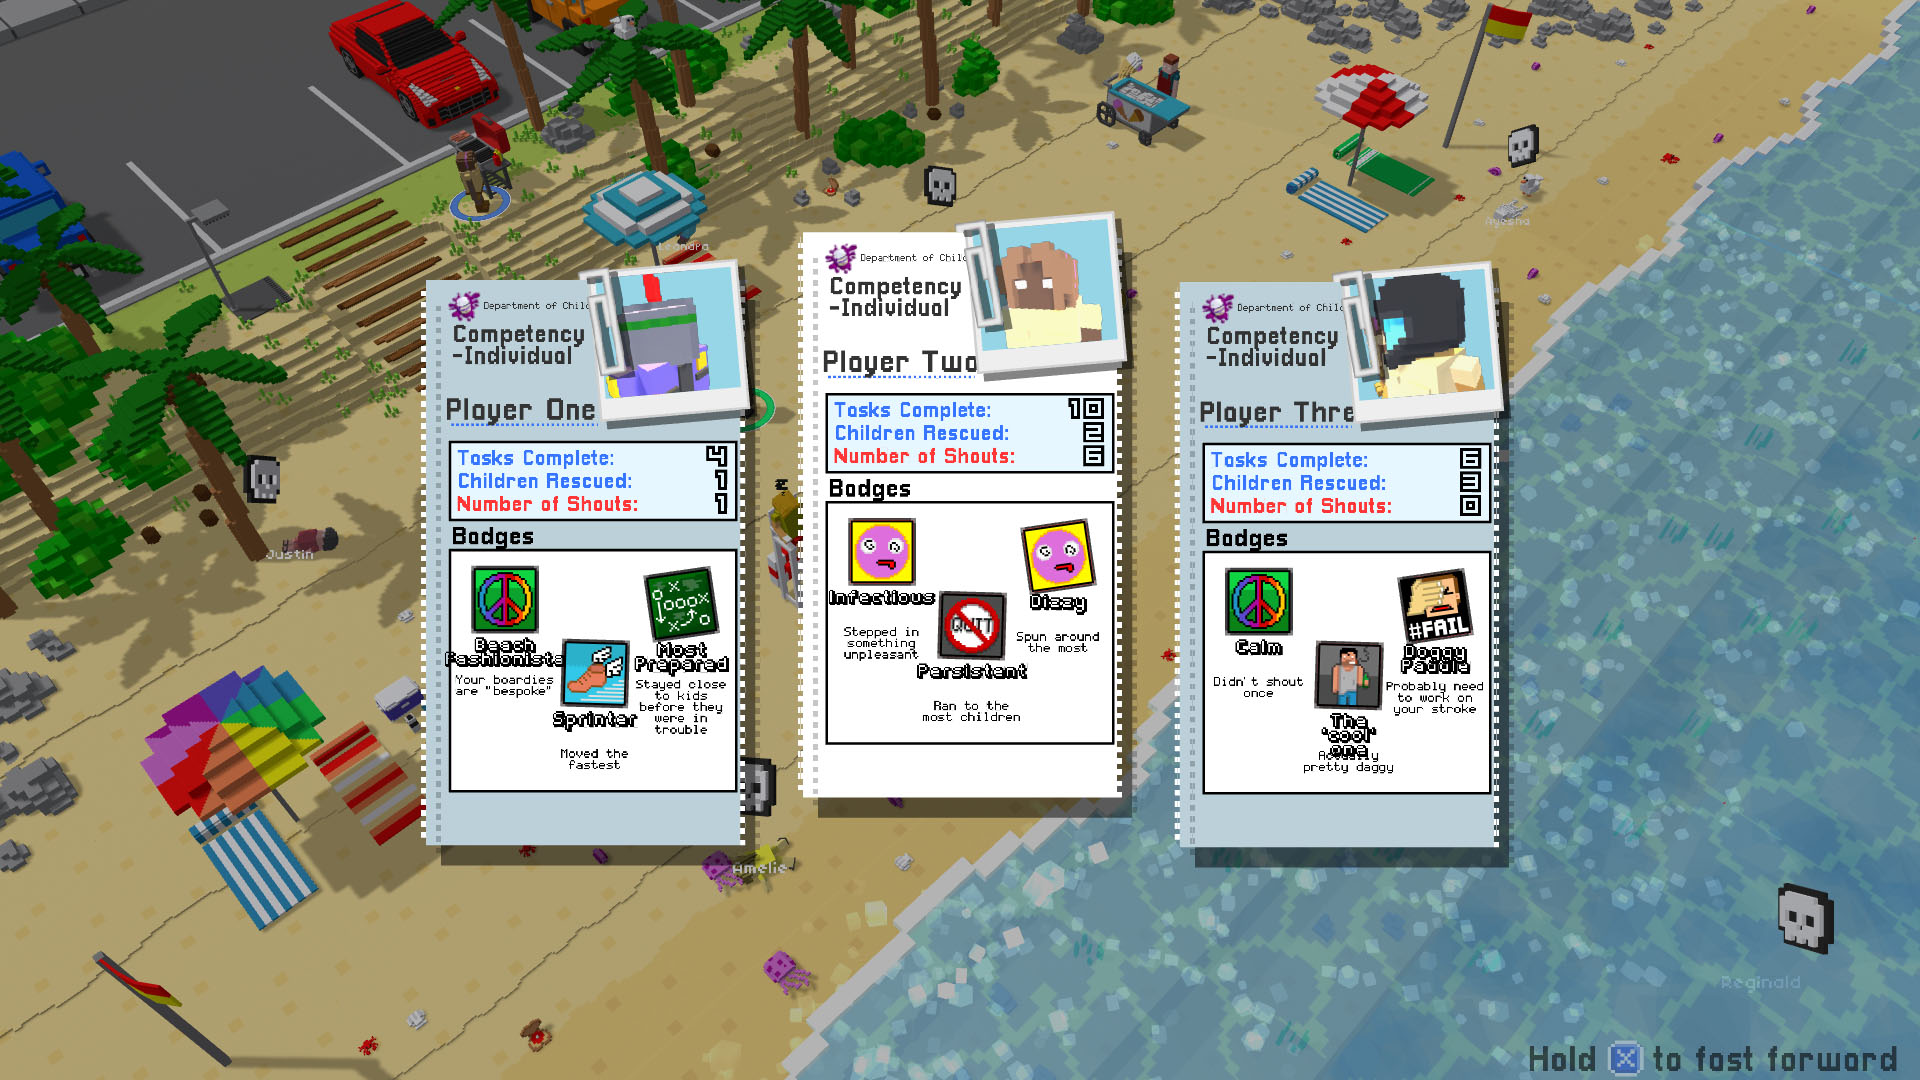 Leandra
Ayesha
Justin
Amelie
Reginald
Department of Chil
Competency
-Individual
Player One
Tasks Complete: 4
Children Rescued: 1
Number of Shouts: 1
Badges
Beach
Fashionista
Your boardies
are "bespoke"
Sprinter
Moved the
fastest
Most
Prepared
Stayed close
to kids
before they
were in
trouble
Department of Chil
Competency
-Individual
Player Two
Tasks Complete: 10
Children Rescued: 2
Number of Shouts: 6
Badges
Infectious
Stepped in
something
unpleasant
QUIT
Persistent
Ran to the
most children
Dizzy
Spun around
the most
Department of Chil
Competency
-Individual
Player Thre
Tasks Complete: 6
Children Rescued: 3
Number of Shouts: 0
Badges
Calm
Didn't shout
once
The
'cool'
one
Actually
pretty daggy
#FAIL
Doggy
Paddle
Probably need
to work on
your stroke
Hold X to fast forward